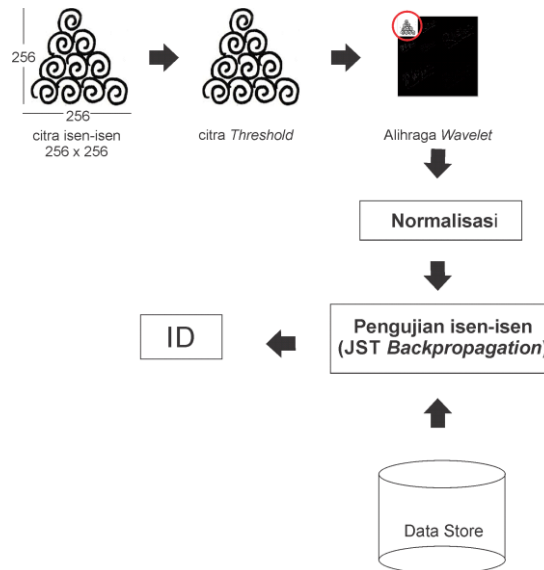 256
256
citra isen-isen
256 x 256
citra Threshold
Alihraga Wavelet
Normalisasi
Pengujian isen-isen
(JST Backpropagation)
ID
Data Store